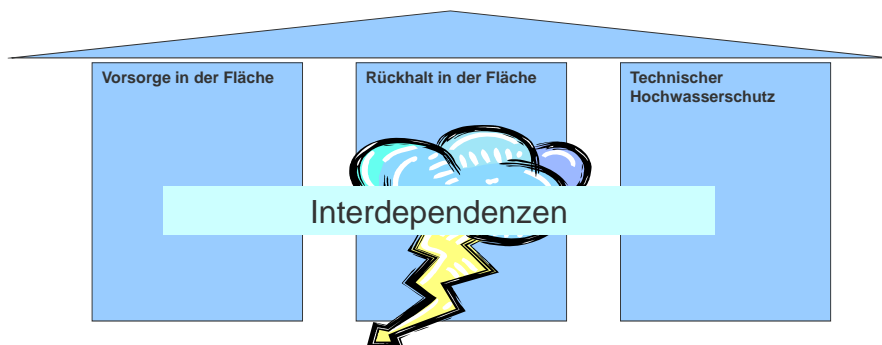 Vorsorge in der Fläche
Rückhalt in der Fläche
Technischer
Hochwasserschutz
Interdependenzen